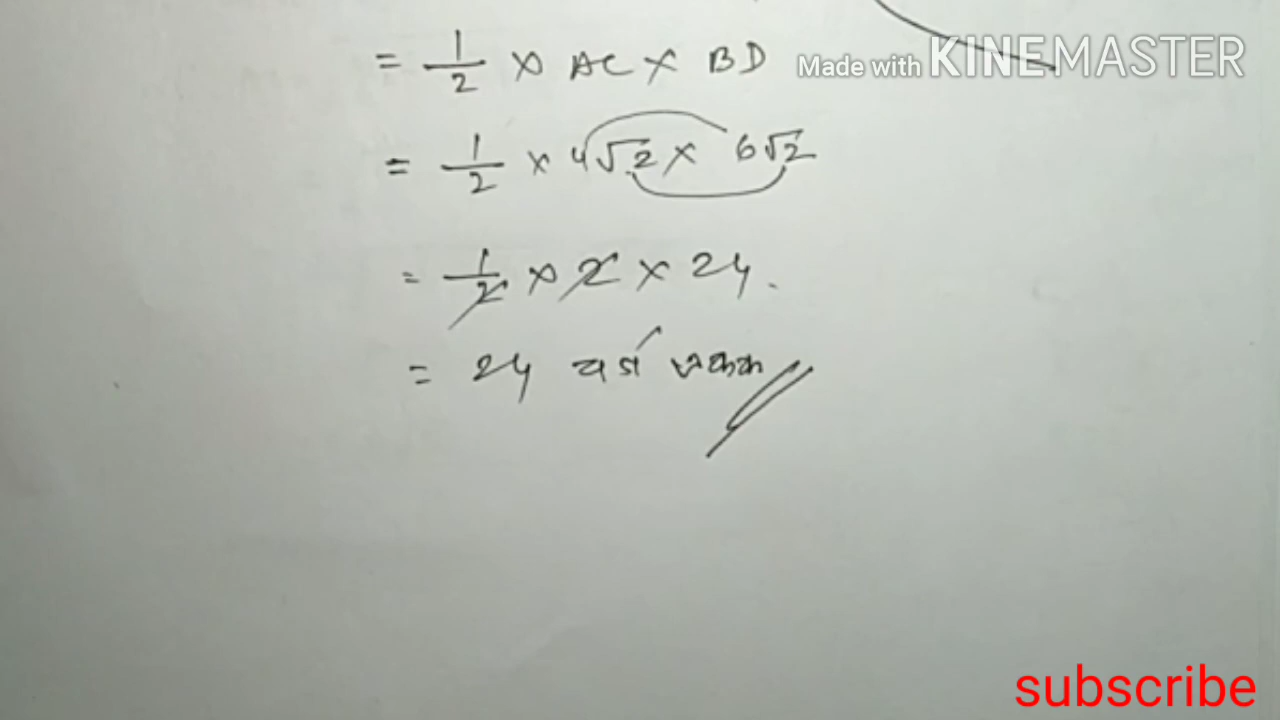 = 1/2 × AC × BD
Made with KINEMASTER
= 1/2 × 4√2 × 6√2
= 1/2 × 2 × 24.
= 24 বর্গ একক
subscribe